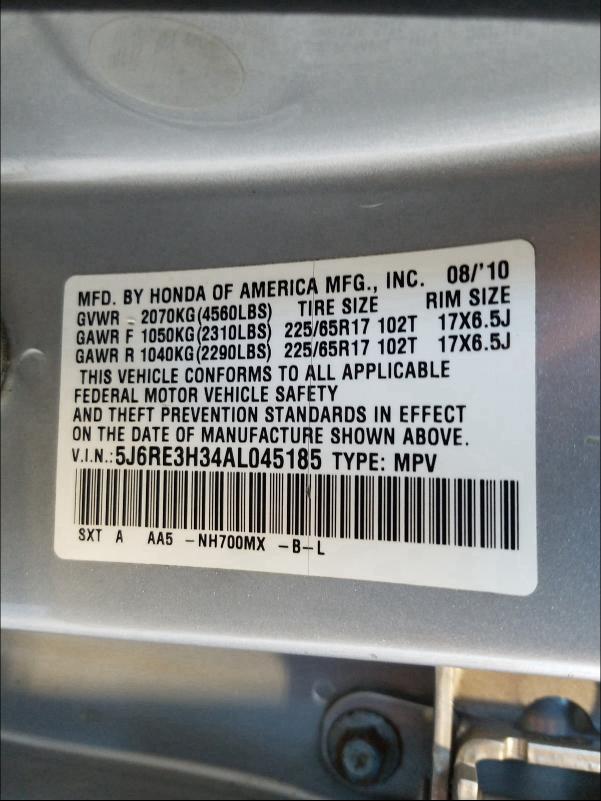 MFD. BY HONDA OF AMERICA MFG., INC. 08/'10
GVWR 2070KG(4560LBS) TIRE SIZE RIM SIZE
GAWR F 1050KG(2310LBS) 225/65R17 102T 17X6.5J
GAWR R 1040KG(2290LBS) 225/65R17 102T 17X6.5J
THIS VEHICLE CONFORMS TO ALL APPLICABLE
FEDERAL MOTOR VEHICLE SAFETY
AND THEFT PREVENTION STANDARDS IN EFFECT
ON THE DATE OF MANUFACTURE SHOWN ABOVE.
V.I.N.:5J6RE3H34AL045185 TYPE: MPV
SXT A AA5 -NH700MX -B-L